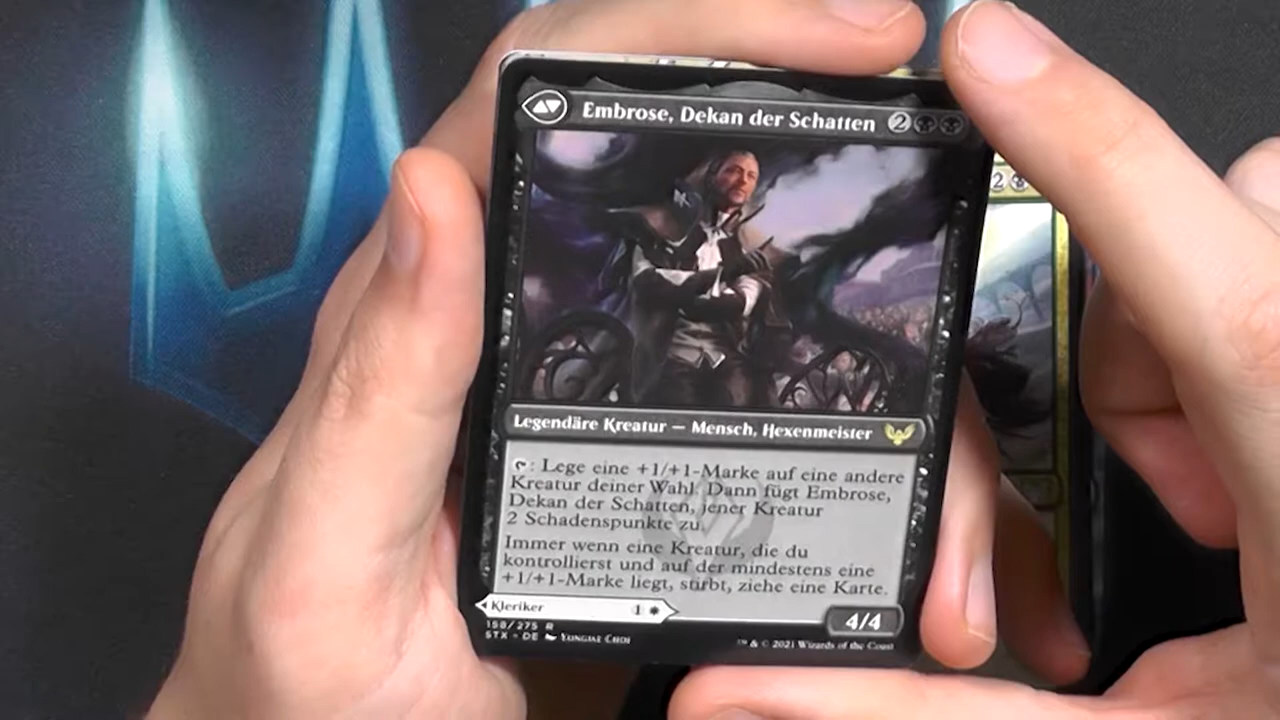 Embrose, Dekan der Schatten 2
2
Legendäre Kreatur — Mensch, Hexenmeister
: Lege eine +1/+1-Marke auf eine andere
Kreatur deiner Wahl. Dann fügt Embrose,
Dekan der Schatten, jener Kreatur
2 Schadenspunkte zu.
Immer wenn eine Kreatur, die du
kontrollierst und auf der mindestens eine
+1/+1-Marke liegt, stirbt, ziehe eine Karte.
Kleriker 1
4/4
158/275 R
STX • DE Yongjae Choi
™ & © 2021 Wizards of the Coast